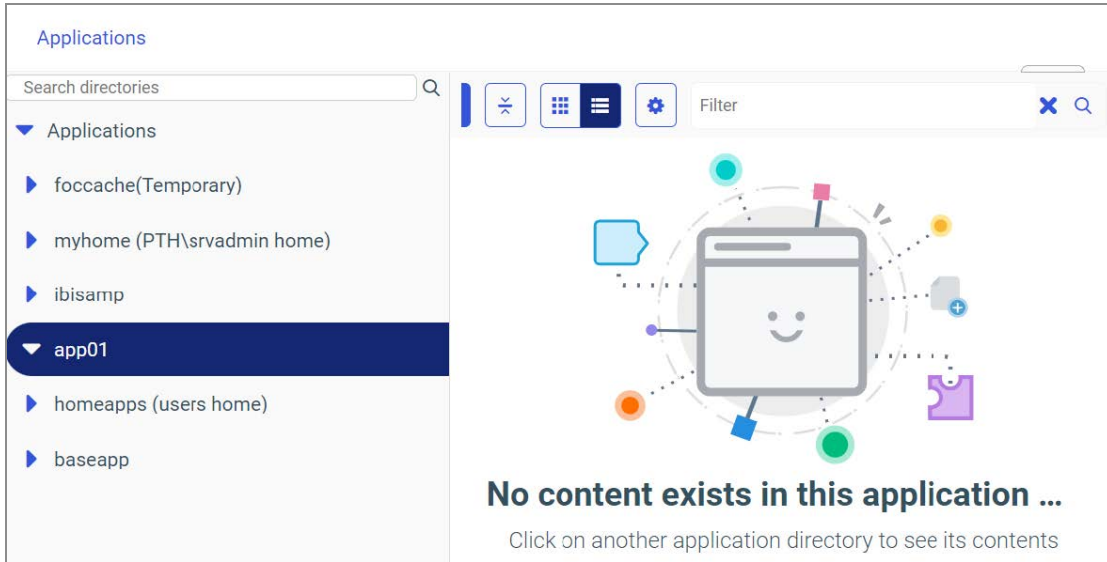 Applications
Search directories
Applications
foccache(Temporary)
myhome (PTH\srvadmin home)
ibisamp
app01
homeapps (users home)
baseapp
Filter
No content exists in this application ...
Click on another application directory to see its contents